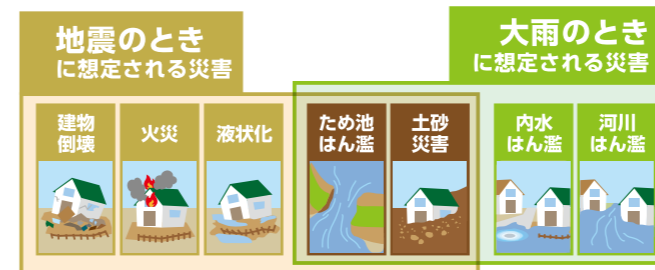 地震のとき
に想定される災害
大雨のとき
に想定される災害
建物
倒壊
火災
液状化
ため池
はん濫
土砂
災害
内水
はん濫
河川
はん濫